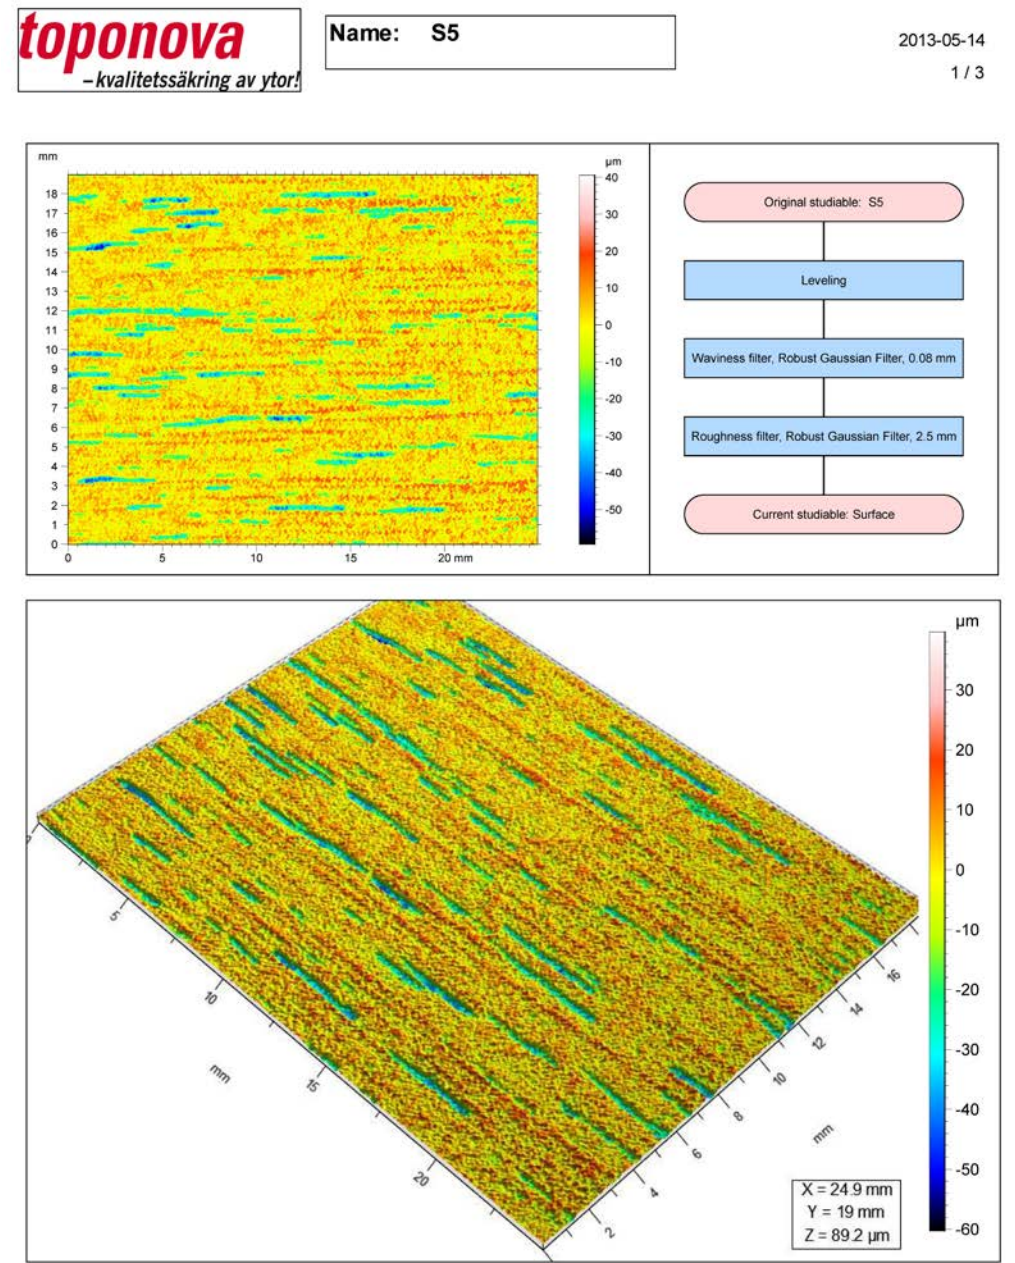 toponova
–kvalitetssäkring av ytor!
Name: S5
2013-05-14
1 / 3
mm
18
17
16
15
14
13
12
11
10
9
8
7
6
5
4
3
2
1
0
0 5 10 15 20 mm
µm
40
30
20
10
0
-10
-20
-30
-40
-50
Original studiable: S5
Leveling
Waviness filter, Robust Gaussian Filter, 0.08 mm
Roughness filter, Robust Gaussian Filter, 2.5 mm
Current studiable: Surface
µm
30
20
10
0
-10
-20
-30
-40
-50
-60
5
10
15
20
mm
2
4
6
8
10
12
14
16
mm
X = 24.9 mm
Y = 19 mm
Z = 89.2 µm